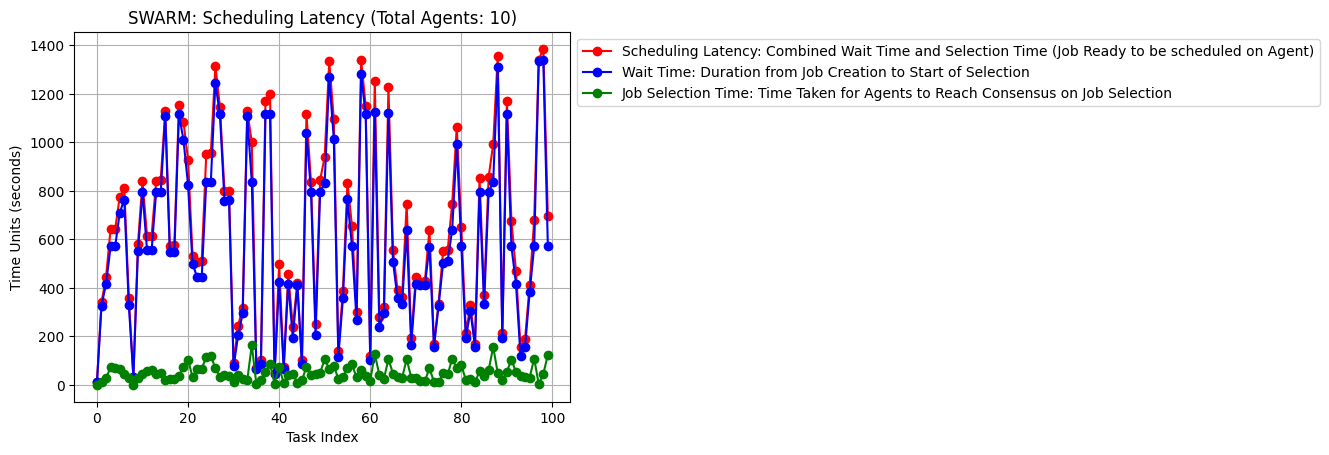 SWARM: Scheduling Latency (Total Agents: 10)
Scheduling Latency: Combined Wait Time and Selection Time (Job Ready to be scheduled on Agent)
Wait Time: Duration from Job Creation to Start of Selection
Job Selection Time: Time Taken for Agents to Reach Consensus on Job Selection
Time Units (seconds)
1400
1200
1000
800
600
400
200
0
0 20 40 60 80 100
Task Index